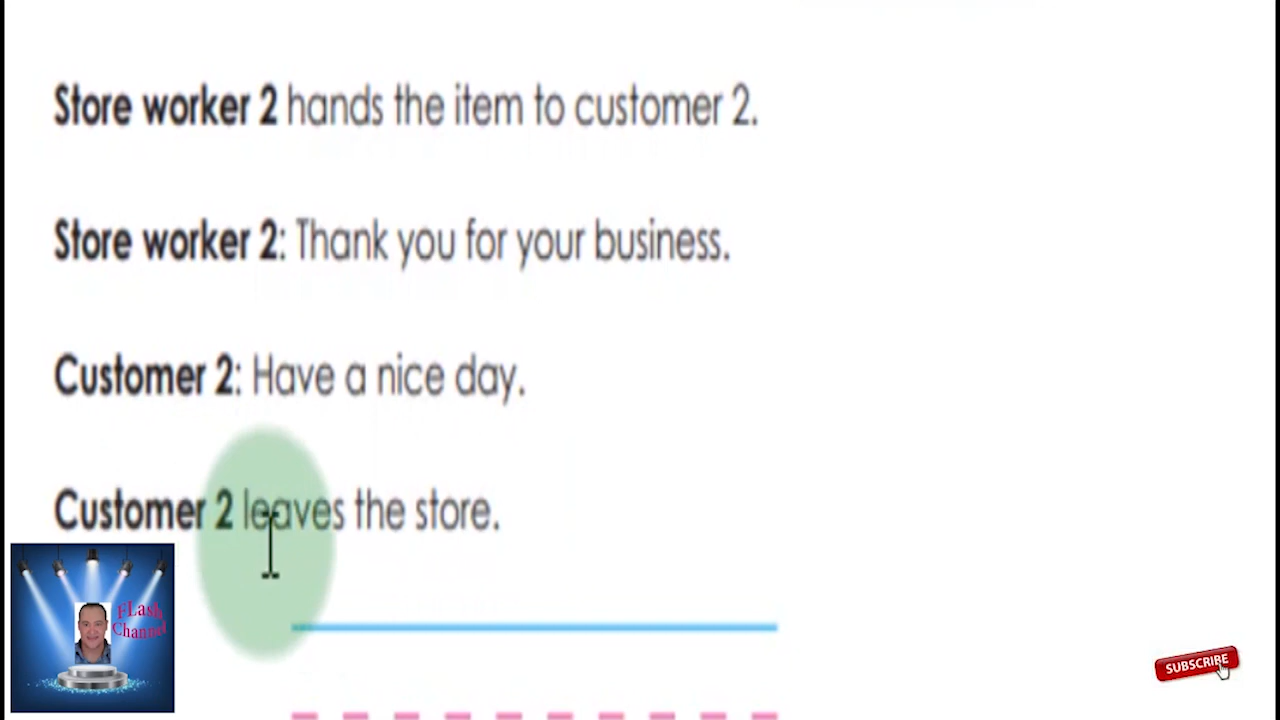 Store worker 2 hands the item to customer 2.
Store worker 2: Thank you for your business.
Customer 2: Have a nice day.
Customer 2 leaves the store.
FLash
Channel
SUBSCRIBE